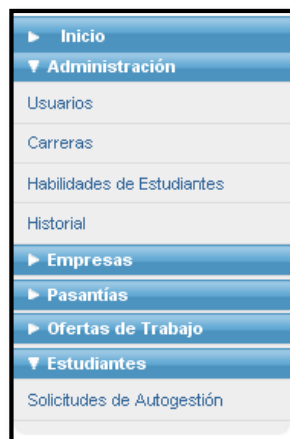 Inicio
Administración
Usuarios
Carreras
Habilidades de Estudiantes
Historial
Empresas
Pasantías
Ofertas de Trabajo
Estudiantes
Solicitudes de Autogestión